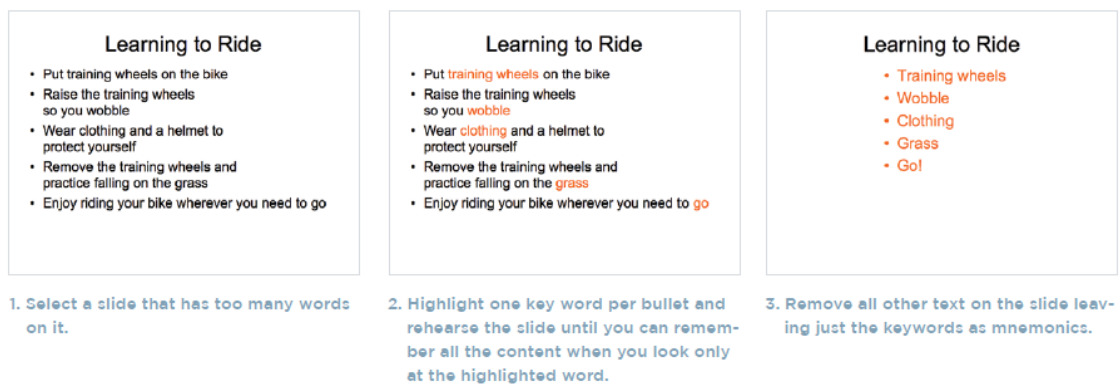 Learning to Ride
• Put training wheels on the bike
• Raise the training wheels
so you wobble
• Wear clothing and a helmet to
protect yourself
• Remove the training wheels and
practice falling on the grass
• Enjoy riding your bike wherever you need to go
1. Select a slide that has too many words
on it.
Learning to Ride
• Put training wheels on the bike
• Raise the training wheels
so you wobble
• Wear clothing and a helmet to
protect yourself
• Remove the training wheels and
practice falling on the grass
• Enjoy riding your bike wherever you need to go
2. Highlight one key word per bullet and
rehearse the slide until you can remem-
ber all the content when you look only
at the highlighted word.
Learning to Ride
• Training wheels
• Wobble
• Clothing
• Grass
• Go!
3. Remove all other text on the slide leav-
ing just the keywords as mnemonics.